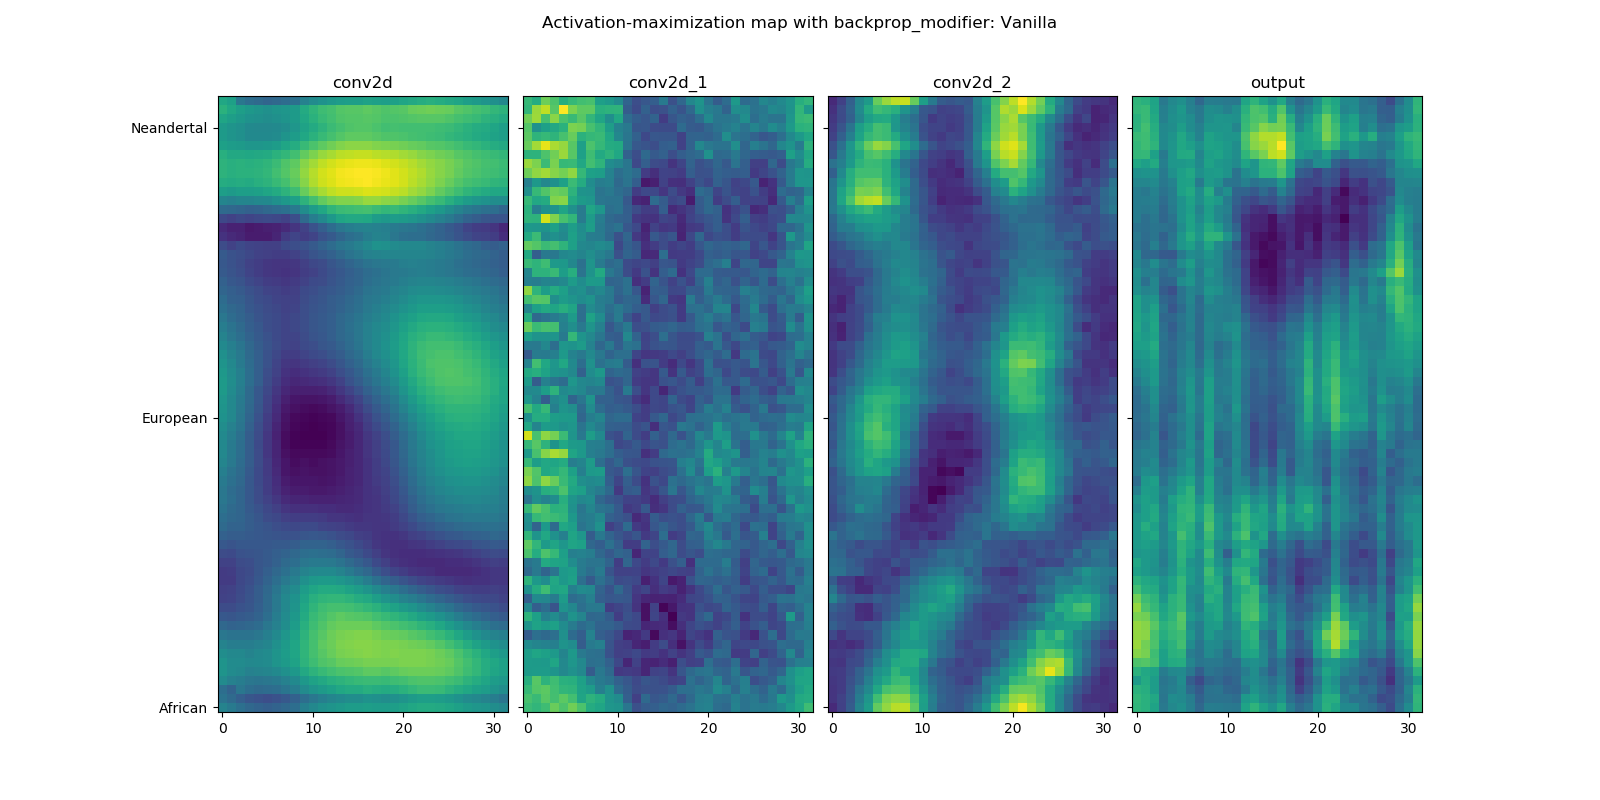 Activation-maximization map with backprop_modifier: Vanilla
conv2d
conv2d_1
conv2d_2
output
Neandertal
European
African
0 10 20 30
0 10 20 30
0 10 20 30
0 10 20 30